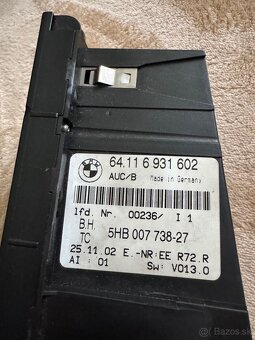 BMW
64.11 6 931 602
AUC/B Made in Germany
lfd. Nr. 00236/ I 1
B.H.
TC 5HB 007 738-27
25.11.02 E.-NR:EE R72.R
AI : 01 SW: V013.0
Bazos.sk